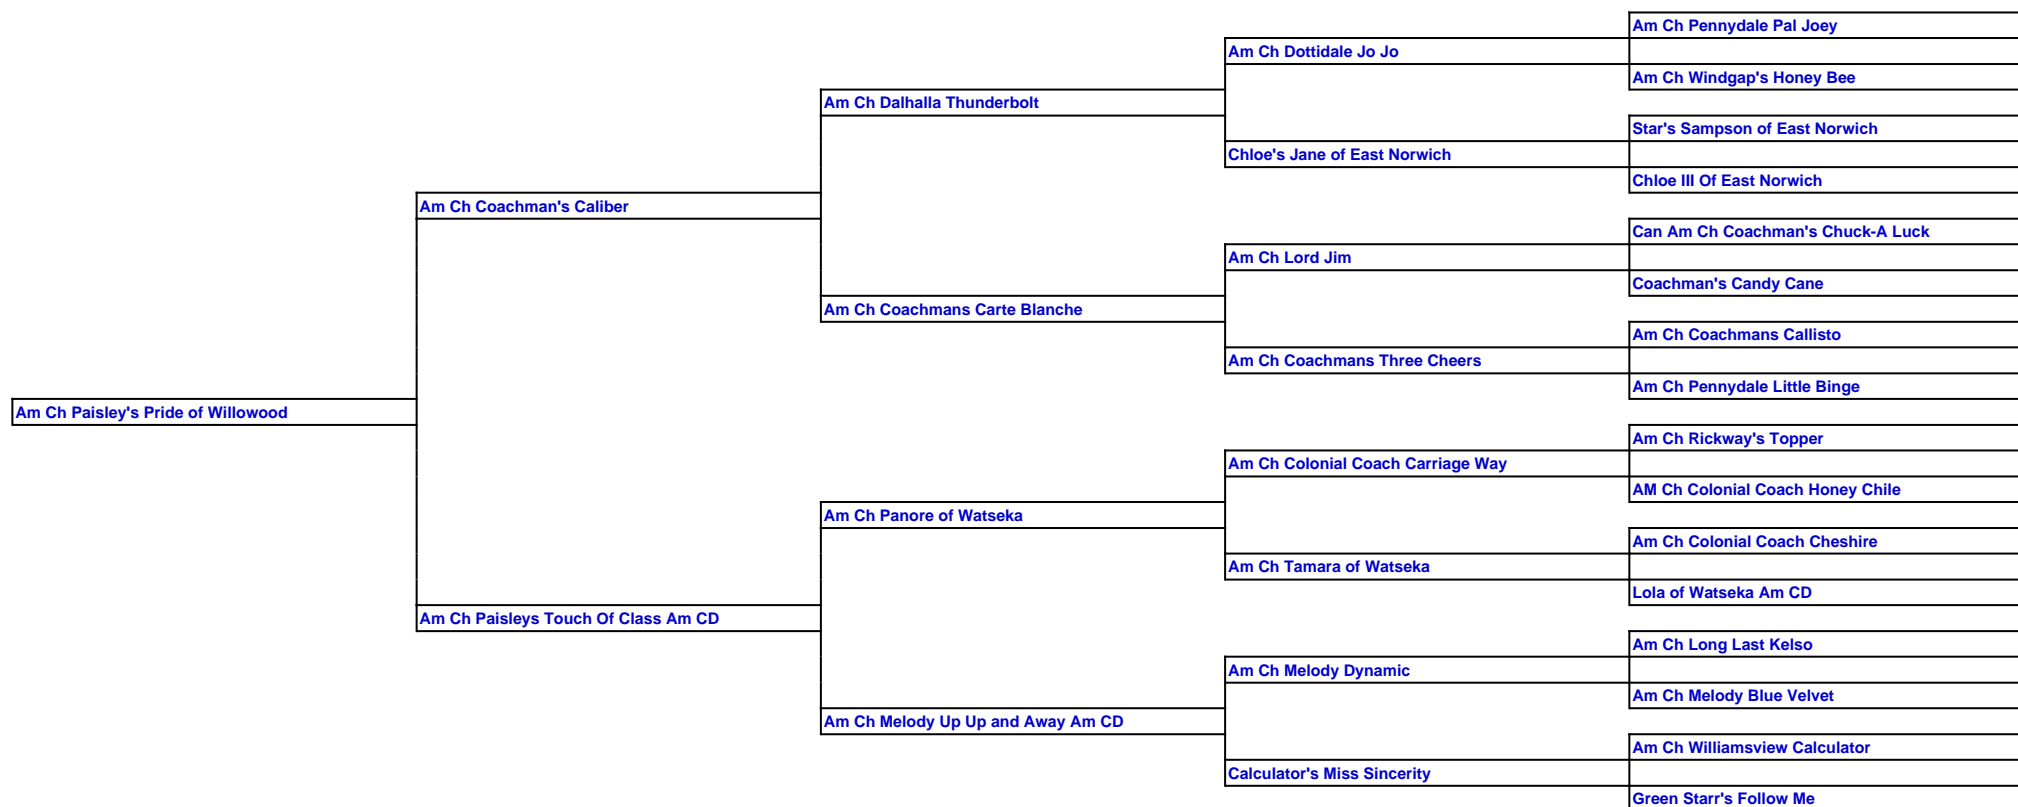 Am Ch Pennydale Pal Joey
Am Ch Dottidale Jo Jo
Am Ch Windgap's Honey Bee
Am Ch Dalhalla Thunderbolt
Star's Sampson of East Norwich
Chloe's Jane of East Norwich
Chloe III Of East Norwich
Am Ch Coachman's Caliber
Can Am Ch Coachman's Chuck-A Luck
Am Ch Lord Jim
Coachman's Candy Cane
Am Ch Coachmans Carte Blanche
Am Ch Coachmans Callisto
Am Ch Coachmans Three Cheers
Am Ch Pennydale Little Binge
Am Ch Paisley's Pride of Willowood
Am Ch Rickway's Topper
Am Ch Colonial Coach Carriage Way
AM Ch Colonial Coach Honey Chile
Am Ch Panore of Watseka
Am Ch Colonial Coach Cheshire
Am Ch Tamara of Watseka
Lola of Watseka Am CD
Am Ch Paisleys Touch Of Class Am CD
Am Ch Long Last Kelso
Am Ch Melody Dynamic
Am Ch Melody Blue Velvet
Am Ch Melody Up Up and Away Am CD
Am Ch Williamsview Calculator
Calculator's Miss Sincerity
Green Starr's Follow Me